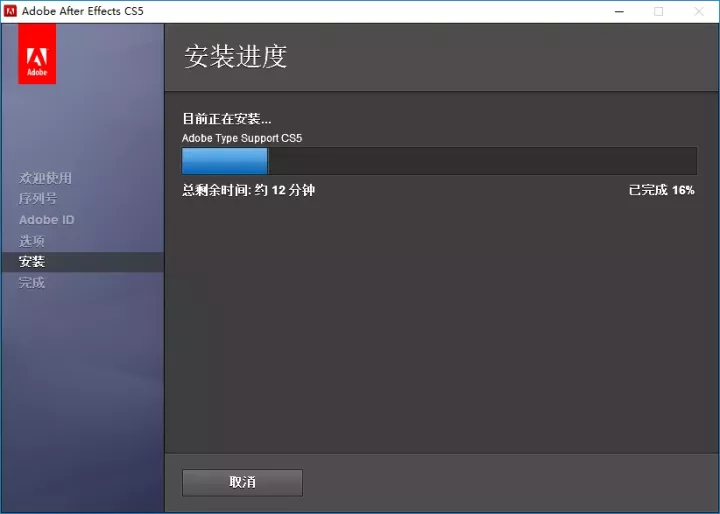 Adobe After Effects CS5
Adobe
安装进度
欢迎使用
序列号
Adobe ID
选项
安装
完成
目前正在安装...
Adobe Type Support CS5
总剩余时间: 约 12 分钟
已完成 16%
取消